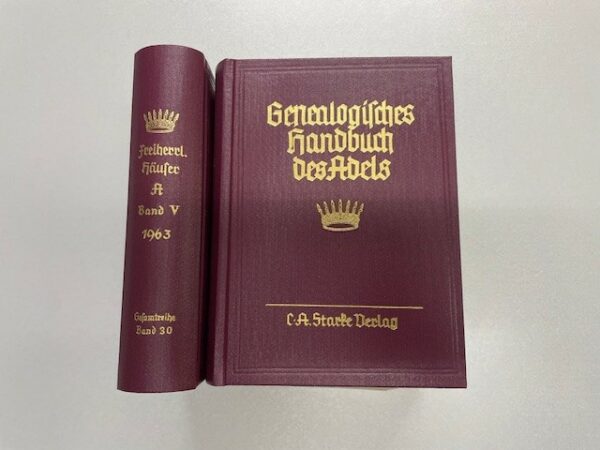 Freiherrl.
Häuser
A
Band V
1963
Gesamtreihe
Band 30
Genealogisches
Handbuch
des Adels
C.A. Starke Verlag